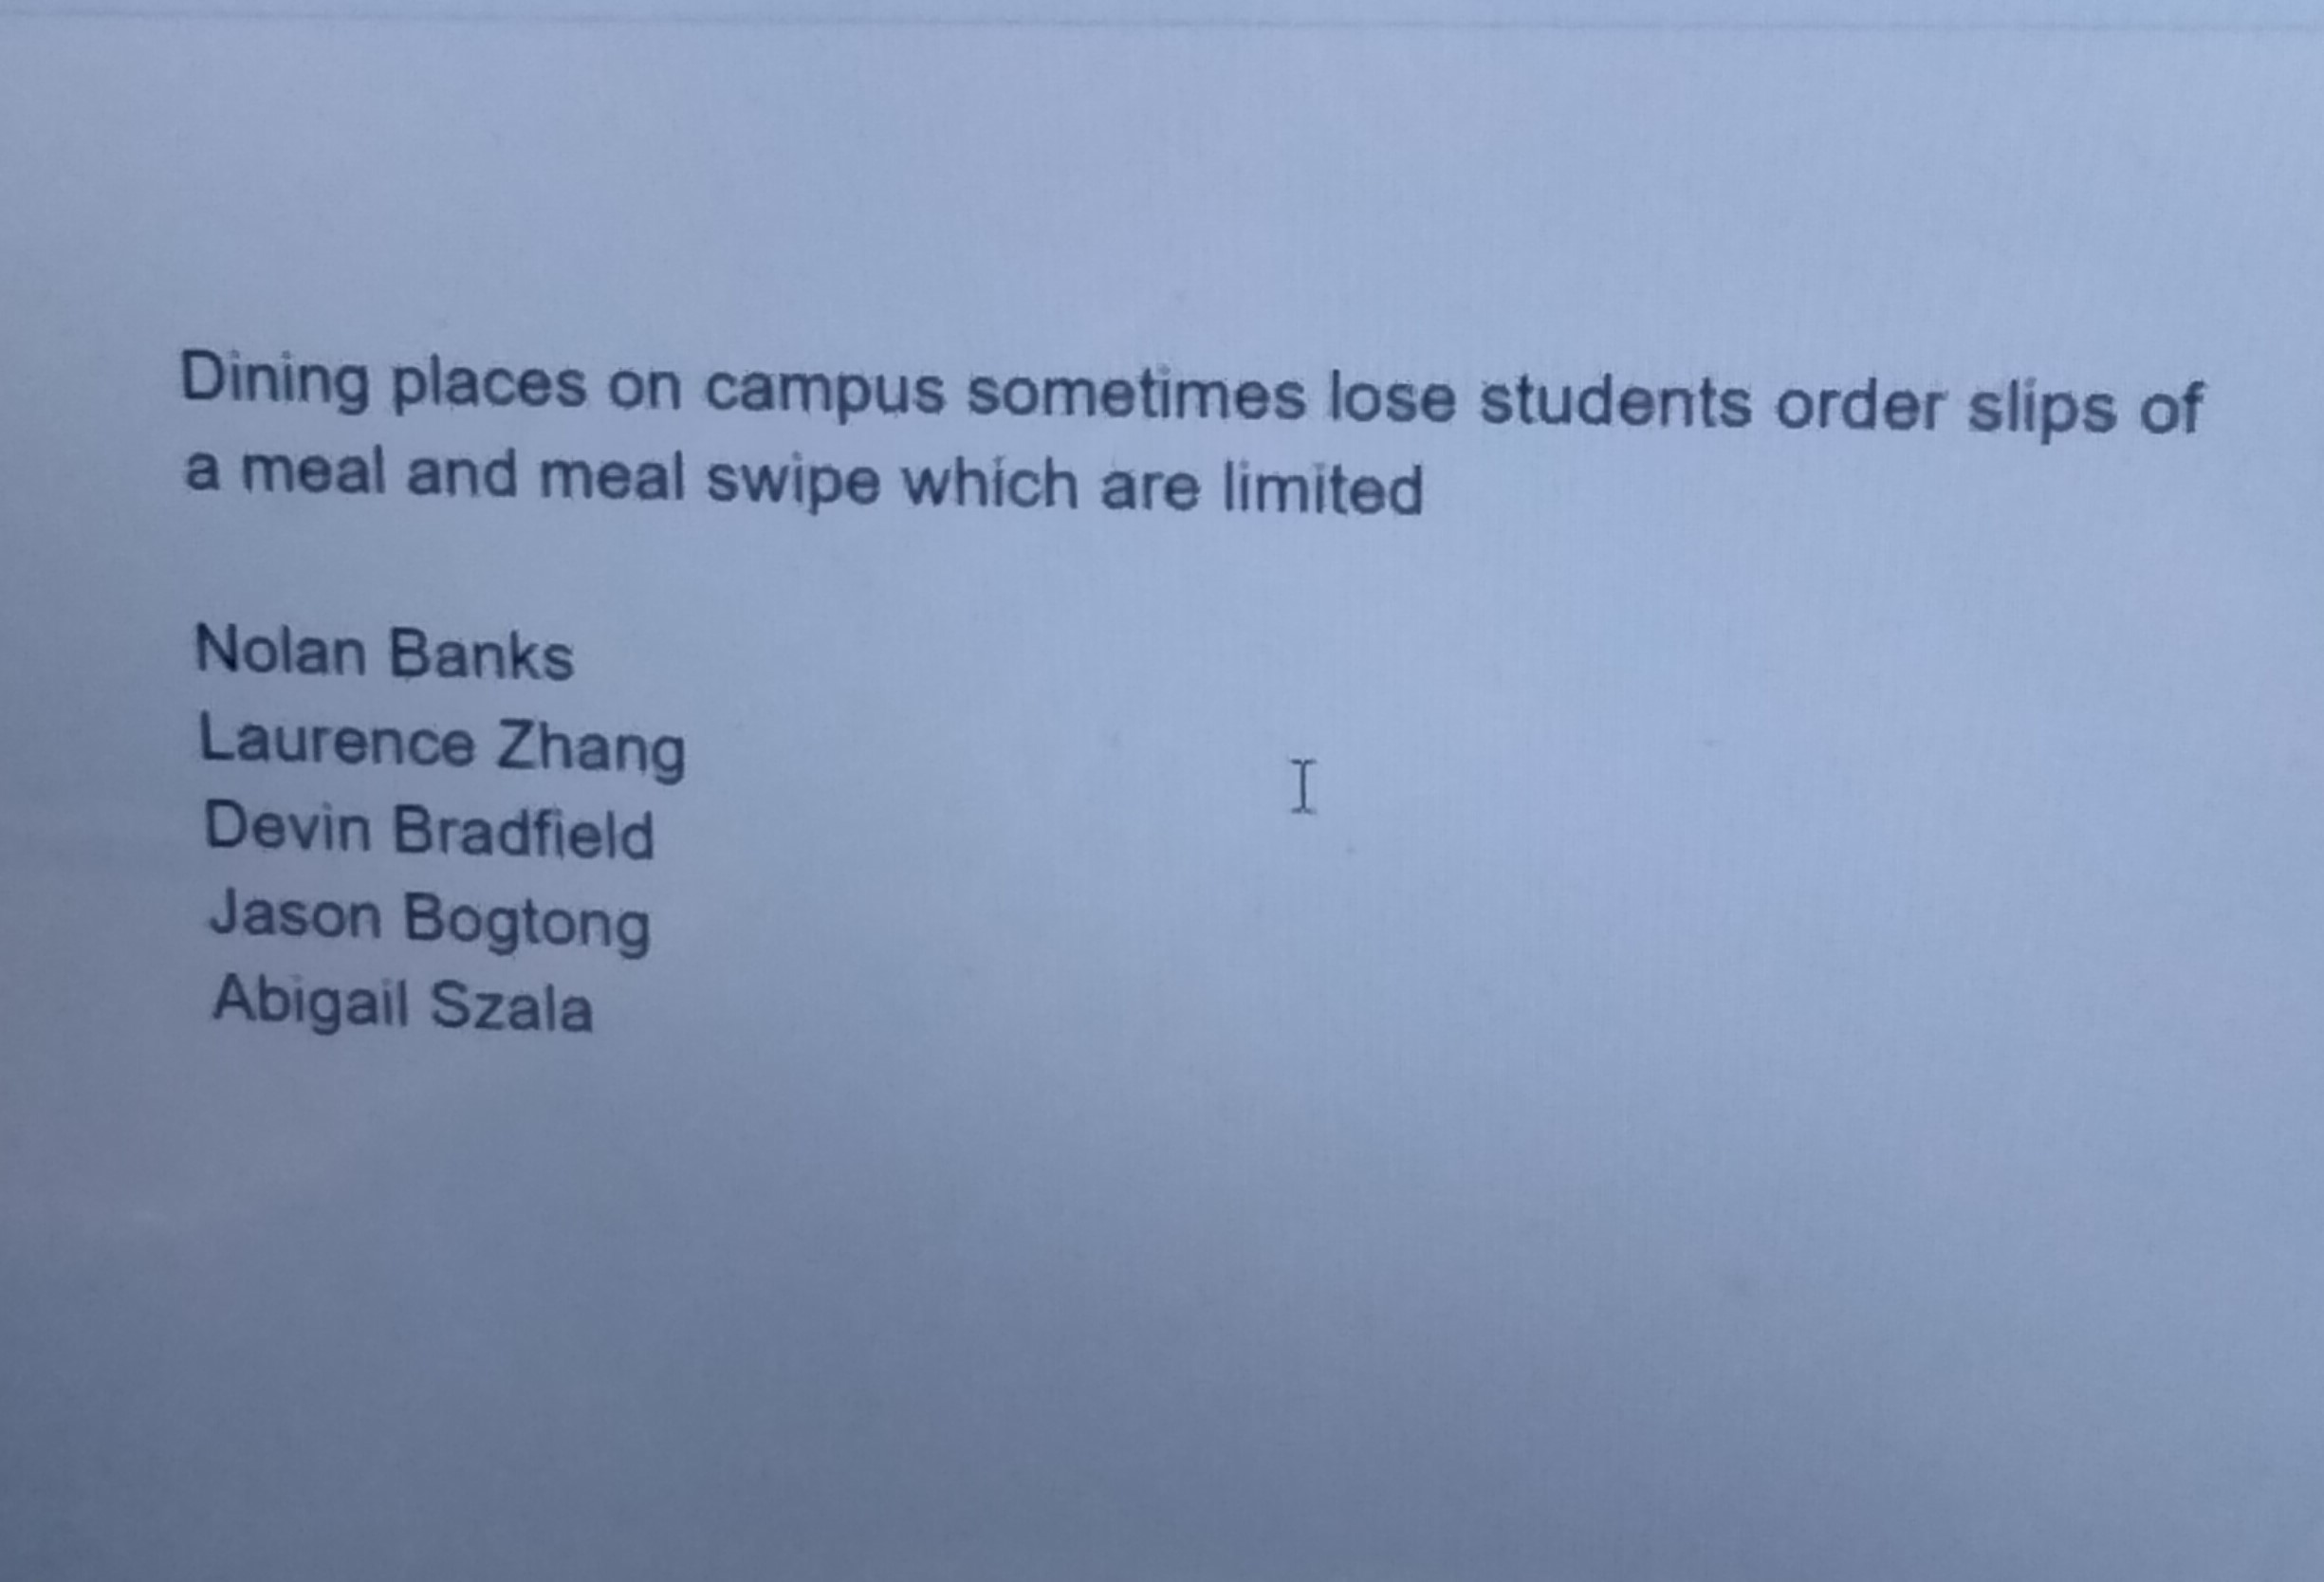 Dining places on campus sometimes lose students order slips of
a meal and meal swipe which are limited
Nolan Banks
Laurence Zhang
Devin Bradfield
Jason Bogtong
Abigail Szala